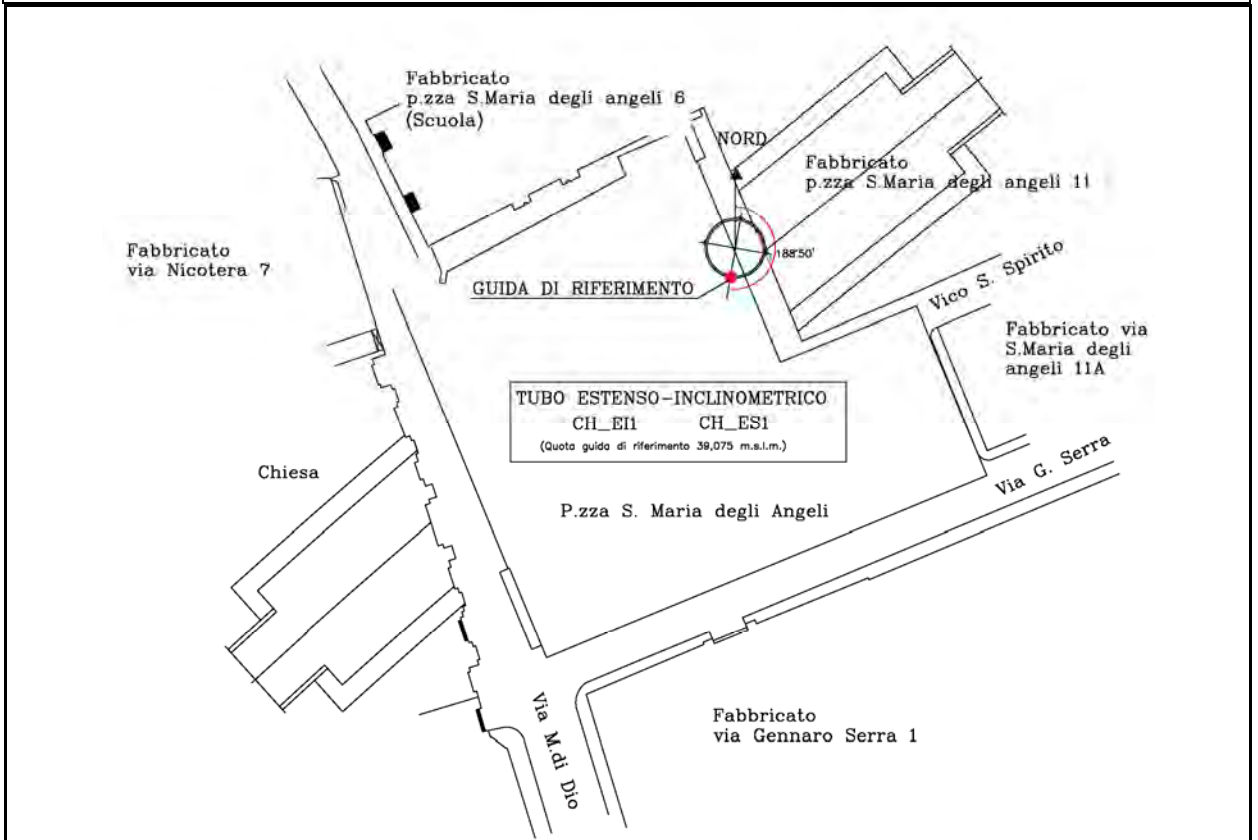 Fabbricato
p.zza S.Maria degli angeli 6
(Scuola)
NORD
Fabbricato
p.zza S.Maria degli angeli 11
Fabbricato
via Nicotera 7
188°50'
GUIDA DI RIFERIMENTO
Vico S. Spirito
Fabbricato via
S.Maria degli
angeli 11A
TUBO ESTENSO-INCLINOMETRICO
CH_EI1 CH_ES1
(Quota guida di riferimento 39,075 m.s.l.m.)
Chiesa
Via G. Serra
P.zza S. Maria degli Angeli
Via M.di Dio
Fabbricato
via Gennaro Serra 1